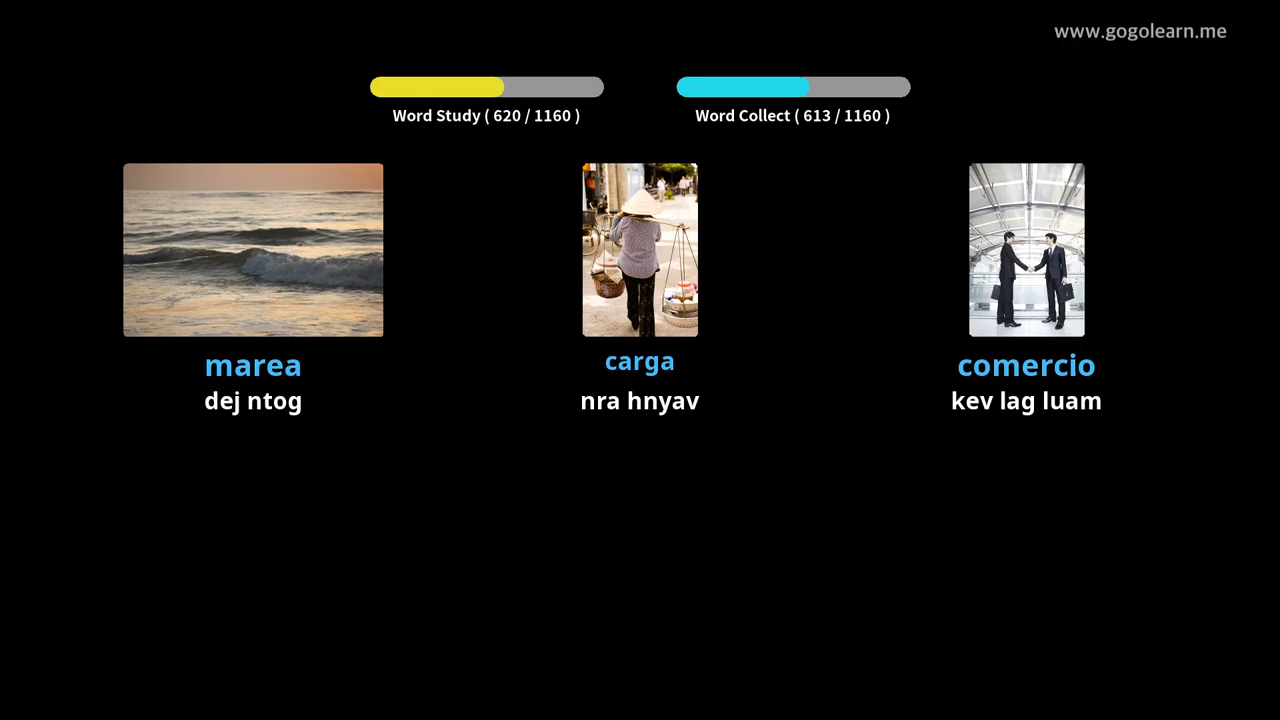 www.gogolearn.me
Word Study ( 620 / 1160 )
Word Collect ( 613 / 1160 )
marea
dej ntog
carga
nra hnyav
comercio
kev lag luam